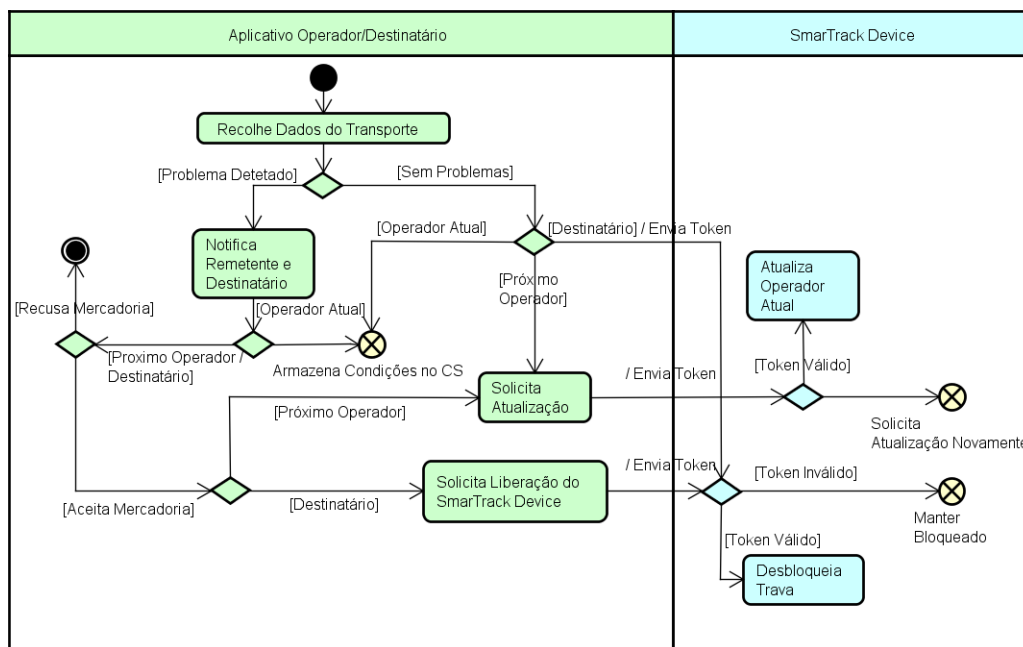 Aplicativo Operador/Destinatário
SmarTrack Device
Recolhe Dados do Transporte
[Problema Detetado]
[Sem Problemas]
[Operador Atual]
[Destinatário] / Envia Token
Notifica
Remetente e
Destinatário
[Próximo
Operador]
Atualiza
Operador
Atual
[Recusa Mercadoria]
[Operador Atual]
[Proximo Operador /
Destinatário]
Armazena Condições no CS
/ Envia Token
[Token Válido]
Solicita
Atualização
[Próximo Operador]
Solicita
Atualização Novamente
/ Envia Token
[Token Inválido]
Solicita Liberação do
SmarTrack Device
[Aceita Mercadoria]
[Destinatário]
Manter
Bloqueado
[Token Válido]
Desbloqueia
Trava